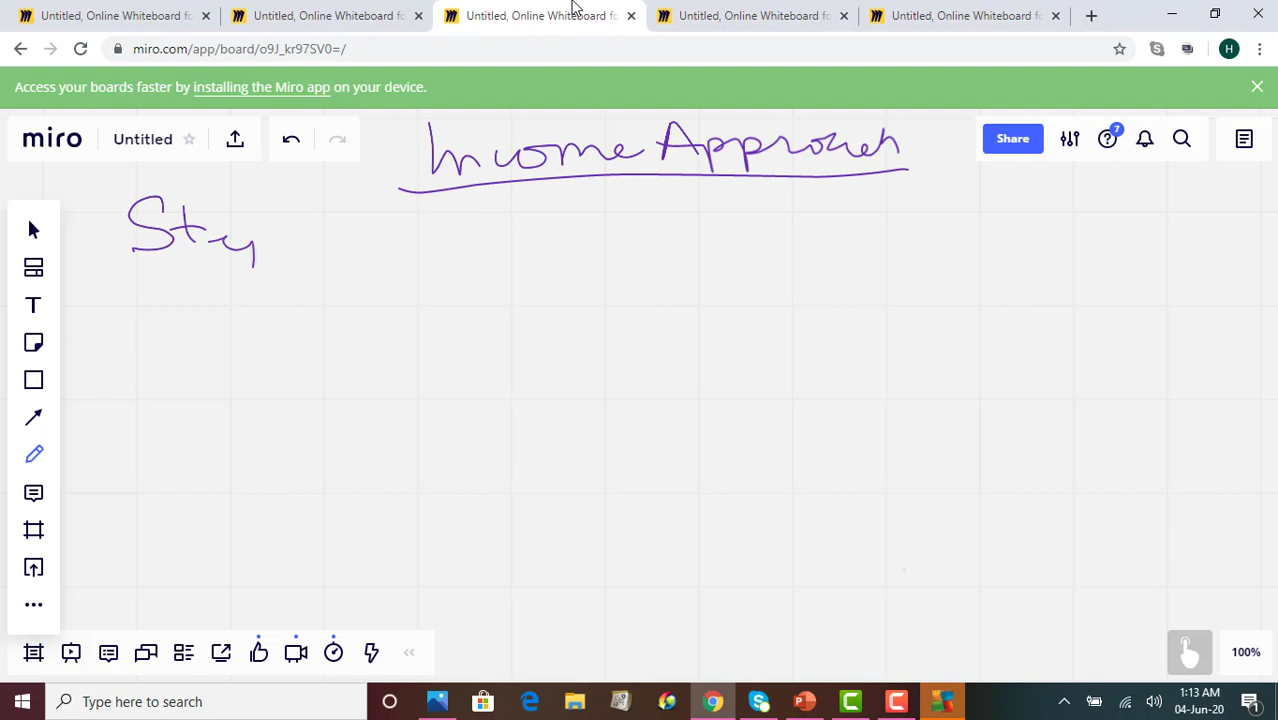 Untitled, Online Whiteboard fo Untitled, Online Whiteboard fo Untitled, Online Whiteboard fo Untitled, Online Whiteboard fo Untitled, Online Whiteboard fo
miro.com/app/board/o9J_kr97SV0=/ H
Access your boards faster by installing the Miro app on your device.
miro Untitled Share 7
Income Approach
T
100%
Type here to search
1:13 AM
04-Jun-20 1